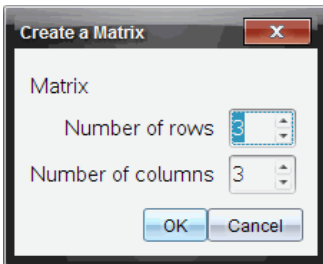 Create a Matrix
Matrix
Number of rows 3
Number of columns 3
OK Cancel